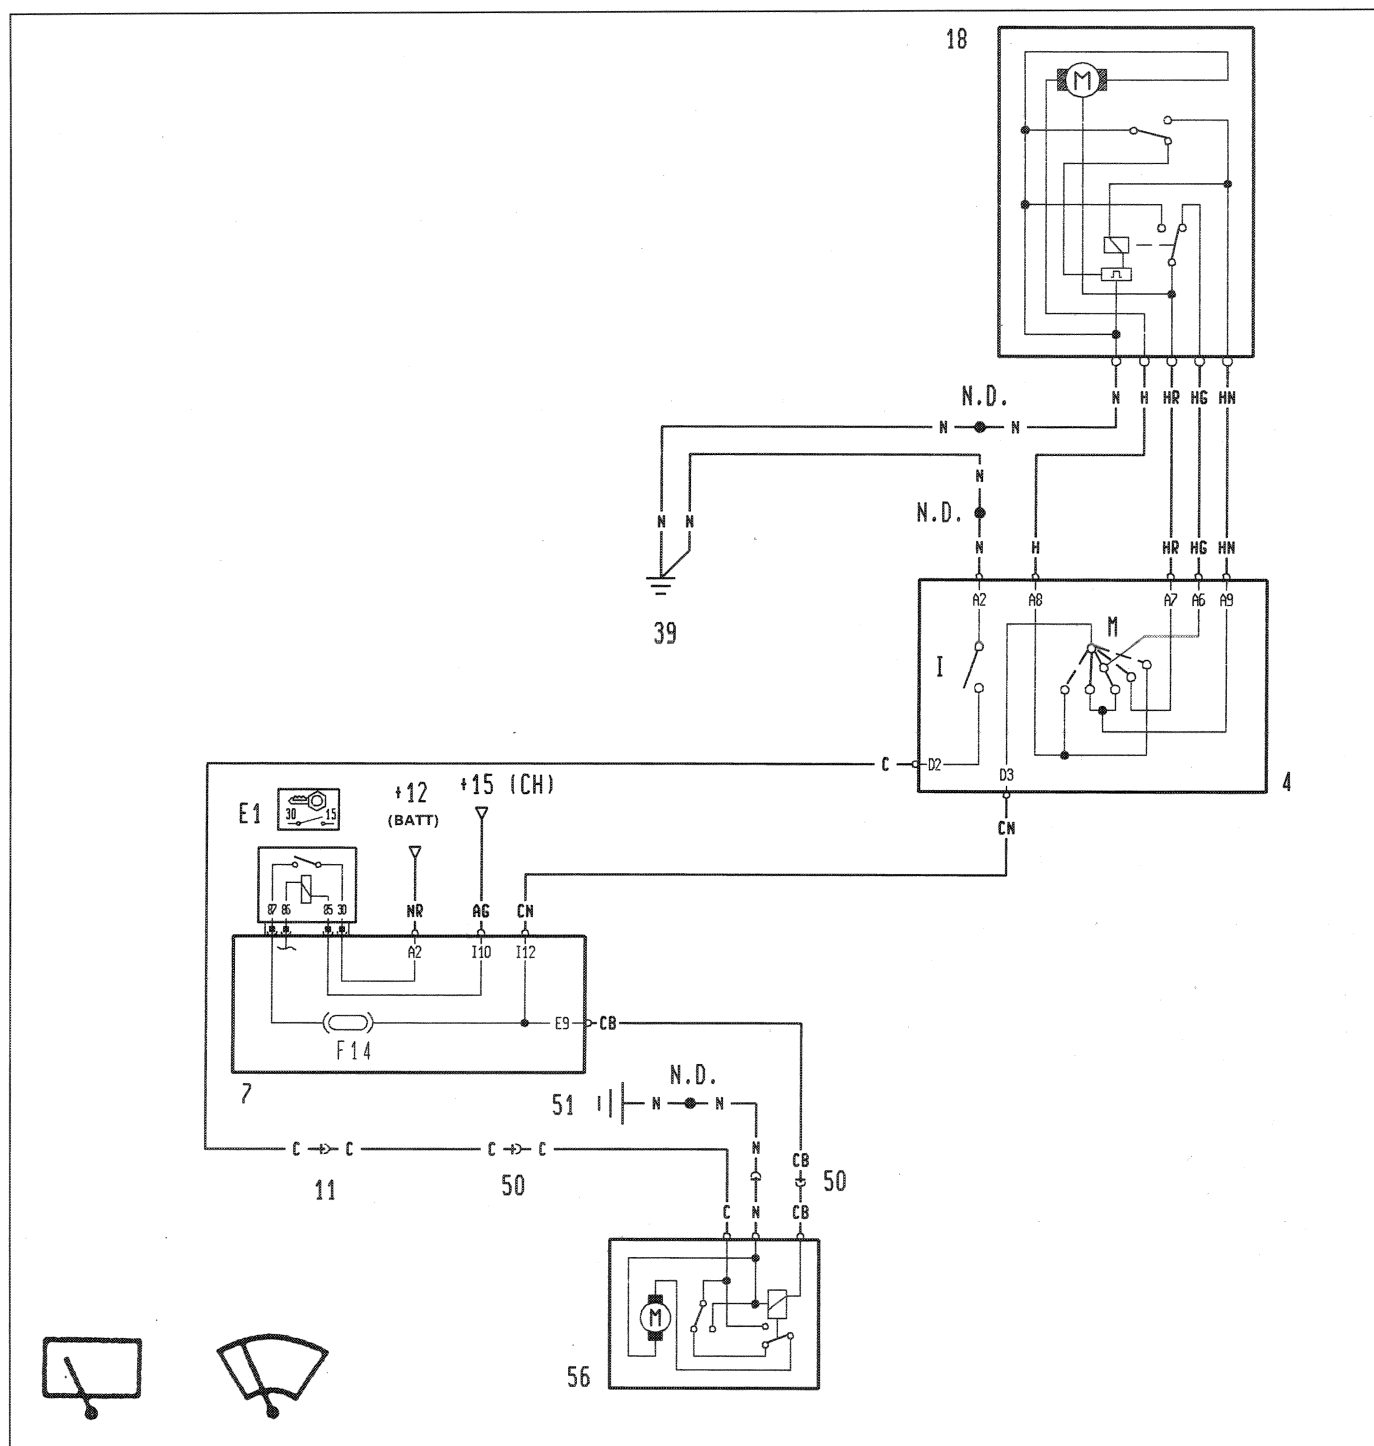 18
M
N H HR HG HN
N.D.
N N
N
N.D.
N N
N H HR HG HN
A2 A8 A7 A6 A9
39
M
I
C D2
D3
4
+15 (CH)
+12
(BATT)
E1
30 15
CN
87 86 85 30
NR AG CN
A2 I10 I12
E9 CB
F14
7
N.D.
51 N N
C C C C N CB
11 50 50
C N CB
M
56